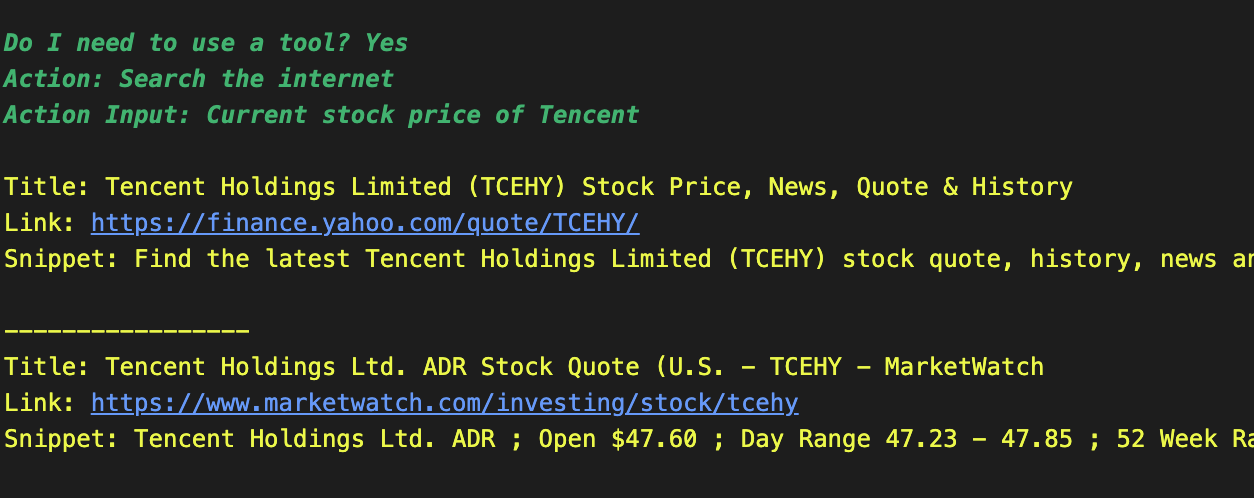 Do I need to use a tool? Yes
Action: Search the internet
Action Input: Current stock price of Tencent
Title: Tencent Holdings Limited (TCEHY) Stock Price, News, Quote & History
Link: https://finance.yahoo.com/quote/TCEHY/
Snippet: Find the latest Tencent Holdings Limited (TCEHY) stock quote, history, news
-----------------
Title: Tencent Holdings Ltd. ADR Stock Quote (U.S. - TCEHY - MarketWatch
Link: https://www.marketwatch.com/investing/stock/tcehy
Snippet: Tencent Holdings Ltd. ADR ; Open $47.60 ; Day Range 47.23 - 47.85 ; 52 Week